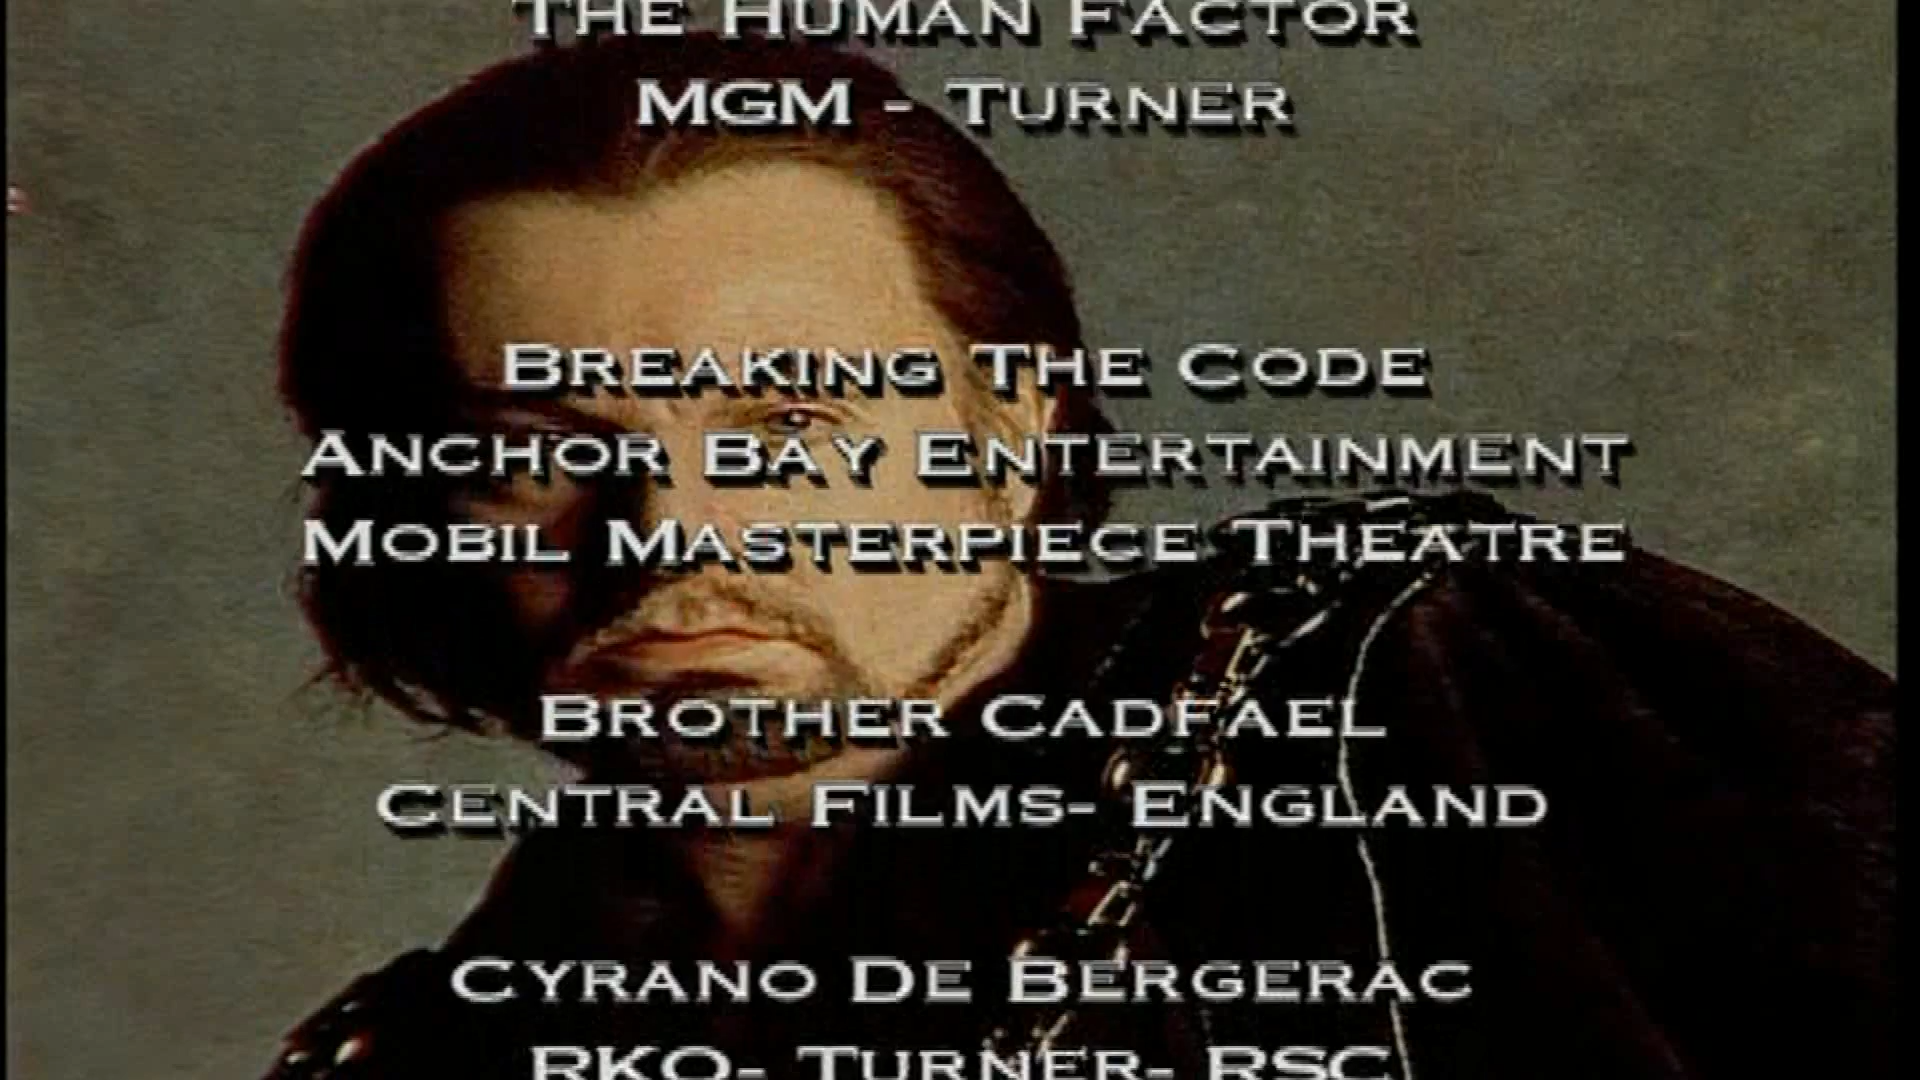 THE HUMAN FACTOR
MGM - TURNER
BREAKING THE CODE
ANCHOR BAY ENTERTAINMENT
MOBIL MASTERPIECE THEATRE
BROTHER CADFAEL
CENTRAL FILMS- ENGLAND
CYRANO DE BERGERAC
RKO- TURNER- RSC